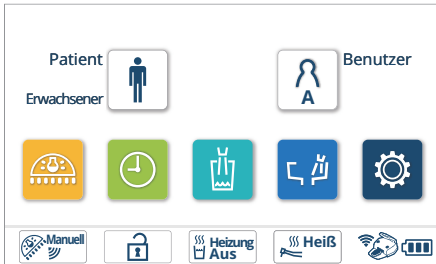 Patient
Benutzer
Erwachsener
A
Manuell
Heizung
Aus
Heiß